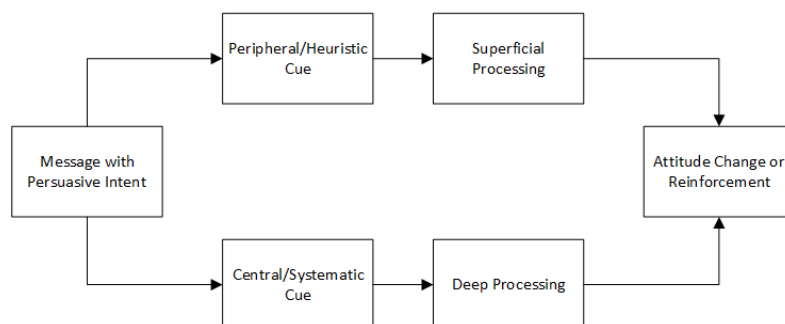 Peripheral/Heuristic
Cue
Superficial
Processing
Message with
Persuasive Intent
Attitude Change or
Reinforcement
Central/Systematic
Cue
Deep Processing